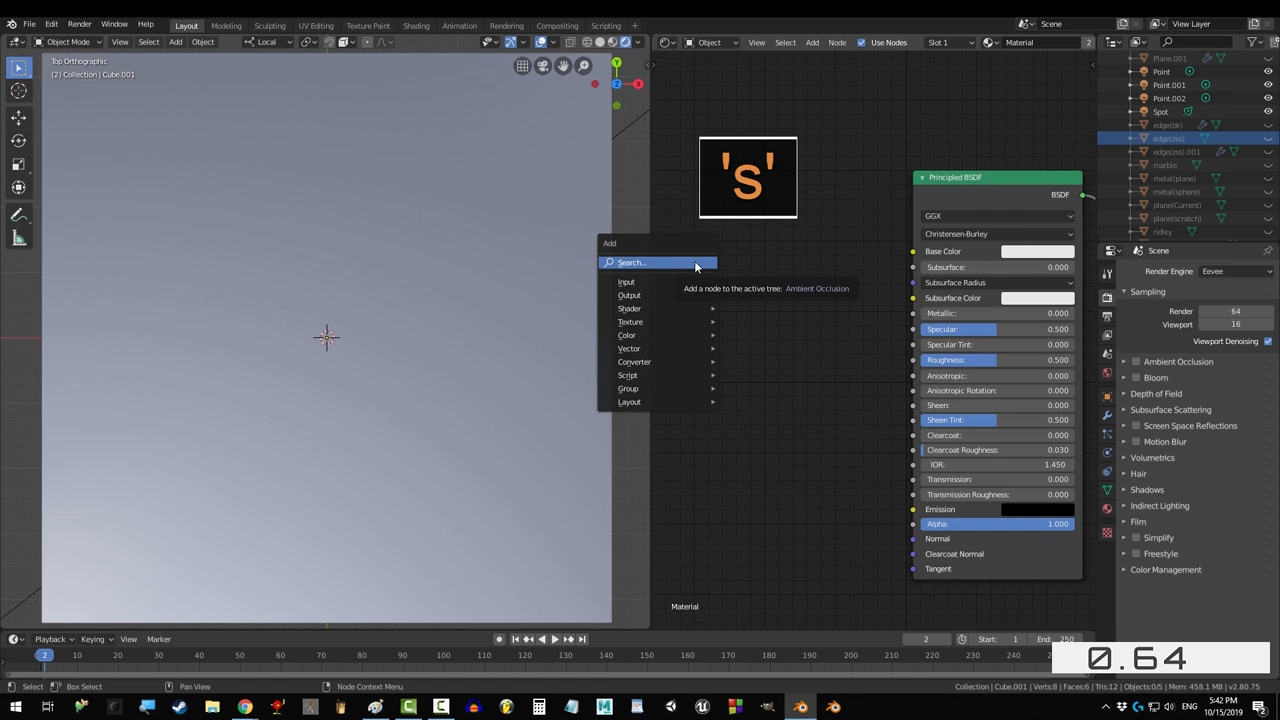 File Edit Render Window Help Layout Modeling Sculpting UV Editing Texture Paint Shading Animation Rendering Compositing Scripting + Scene View Layer
Object Mode View Select Add Object Local Object View Select Add Node Use Nodes Slot 1 Material 2
Top Orthographic
(2) Collection | Cube.001
Y
Z
X
's'
Add
Search...
Add a node to the active tree: Ambient Occlusion
Input
Output
Shader
Texture
Color
Vector
Converter
Script
Group
Layout
Principled BSDF
BSDF
GGX
Christensen-Burley
Base Color
Subsurface: 0.000
Subsurface Radius
Subsurface Color
Metallic: 0.000
Specular: 0.500
Specular Tint: 0.000
Roughness: 0.500
Anisotropic: 0.000
Anisotropic Rotation: 0.000
Sheen: 0.000
Sheen Tint: 0.500
Clearcoat: 0.000
Clearcoat Roughness: 0.030
IOR: 1.450
Transmission: 0.000
Transmission Roughness: 0.000
Emission
Alpha: 1.000
Normal
Clearcoat Normal
Tangent
Material
Plane.001
Point
Point.001
Point.002
Spot
edge(bk)
edge(zss)
edge(zss).001
marble
metal(plane)
metal(sphere)
plane(Current)
plane(scratch)
ridley
Scene
Render Engine Eevee
Sampling
Render 64
Viewport 16
Viewport Denoising
Ambient Occlusion
Bloom
Depth of Field
Subsurface Scattering
Screen Space Reflections
Motion Blur
Volumetrics
Hair
Shadows
Indirect Lighting
Film
Simplify
Freestyle
Color Management
Playback Keying View Marker 2 Start: 1 End: 250
2 10 20 30 40 50 60 70 80 90 100 110 120 130 140 150 160 170 180 190 200 210 220 230 240 250
0.64
Select Box Select Pan View Node Context Menu Collection | Cube.001 | Verts:8 | Faces:6 | Tris:12 | Objects:0/5 | Mem: 458.1 MB | v2.80.75
5:42 PM
10/15/2019